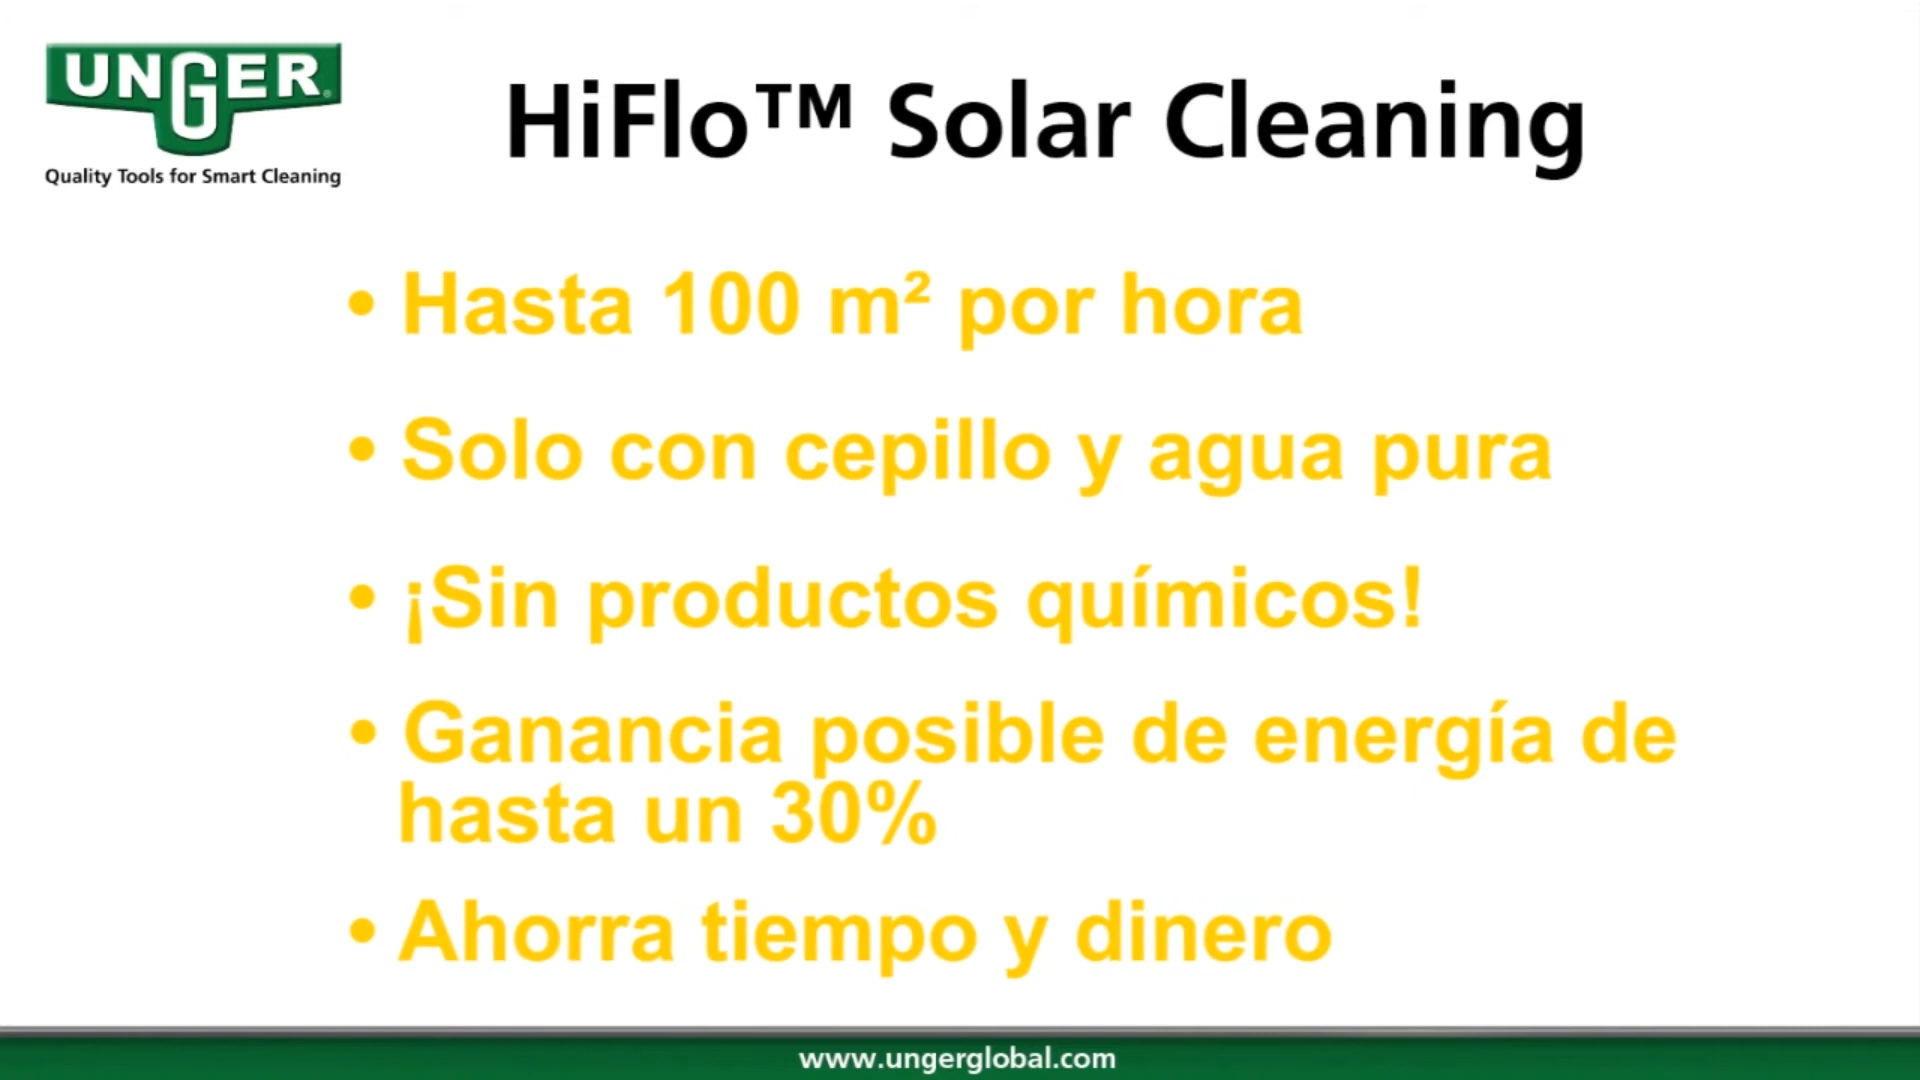 UNGER®
Quality Tools for Smart Cleaning
HiFlo™ Solar Cleaning
• Hasta 100 m² por hora
• Solo con cepillo y agua pura
• ¡Sin productos químicos!
• Ganancia posible de energía de
hasta un 30%
• Ahorra tiempo y dinero
www.ungerglobal.com